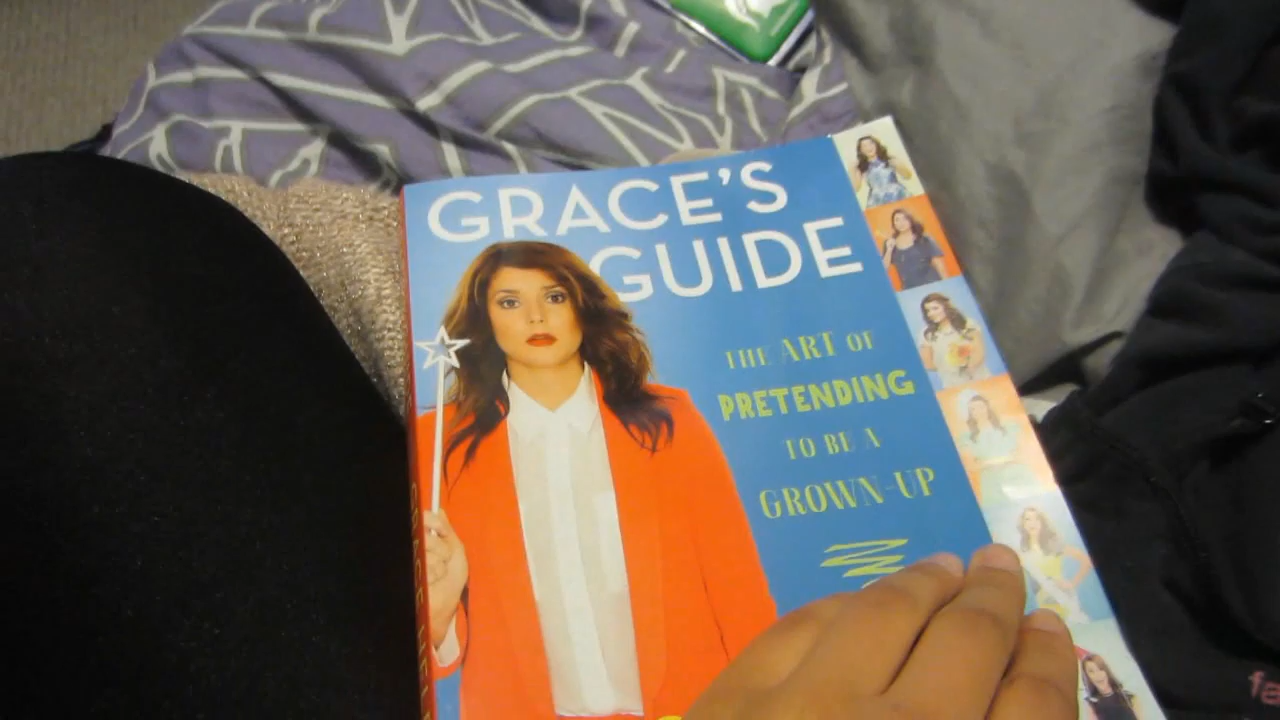 GRACE'S
GUIDE
THE ART OF
PRETENDING
TO BE A
GROWN-UP